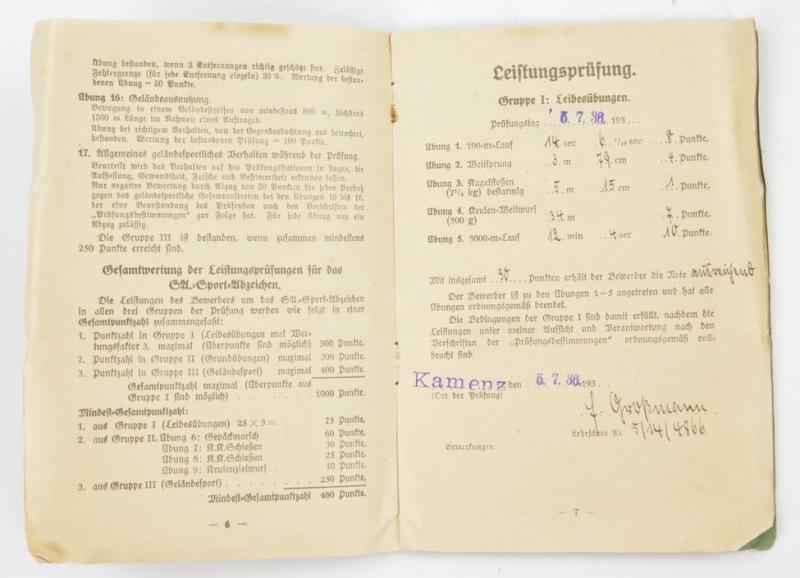 Übung bestanden, wenn 3 Entfernungen richtig geschätzt sind. Zulässige
Fehlergrenze (für jede Entfernung einzeln) 30 %. Wertung der bestan-
denen Übung = 50 Punkte.
Übung 16: Geländeausnutzung.
Bewegung in einem Geländestreifen von mindestens 800 m, höchstens
1500 m Länge im Rahmen eines Auftrages.
Übung bei richtigem Verhalten, von der Gegenbeobachtung aus betrachtet,
bestanden. Wertung der bestandenen Prüfung = 100 Punkte.
17. Allgemeines geländesportliches Verhalten während der Prüfung.
Beurteilt wird das Verhalten auf den Prüfungsstationen in Lagen, die
Auffassung, Gewandtheit, Frische und Bestimmtheit erkennen lassen.
Nur negative Bewertung durch Abzug von 50 Punkten für jeden Verstoß
gegen das geländesportliche Gesamtauftreten bei den Übungen 10 bis 16,
der eine Beanstandung des Prüfenden nach den Vorschriften der
„Prüfungsbestimmungen“ zur Folge hat. Für jede Übung nur ein
Abzug zulässig.
Die Gruppe III ist bestanden, wenn zusammen mindestens
250 Punkte erreicht sind.
Gesamtwertung der Leistungsprüfungen für das
SA.-Sport-Abzeichen.
Die Leistungen des Bewerbers um das SA.-Sport-Abzeichen
in allen drei Gruppen der Prüfung werden wie folgt in einer
Gesamtpunktzahl zusammengefaßt:
1. Punktzahl in Gruppe I (Leibesübungen mal Wer-
tungsfaktor 3. maximal (Überpunkte sind möglich) 300 Punkte.
2. Punktzahl in Gruppe II (Grundübungen) maximal 300 Punkte.
3. Punktzahl in Gruppe III (Geländesport) maximal 400 Punkte
Gesamtpunktzahl maximal (Überpunkte aus
Gruppe I sind möglich) . . . . . . 1000 Punkte.
Mindest-Gesamtpunktzahl:
1. aus Gruppe I (Leibesübungen) 25 × 3 = . . . 75 Punkte.
2. aus Gruppe II, Übung 6: Gepäckmarsch . . . 60 Punkte.
Übung 7: K.K.Schießen . . . 30 Punkte.
Übung 8: K.K.Schießen . . . 25 Punkte.
Übung 9: Keulenzielwurf . . . 40 Punkte.
3. aus Gruppe III (Geländesport) . . . . . . . 250 Punkte.
Mindest-Gesamtpunktzahl 480 Punkte.
— 6 —
Leistungsprüfung.
Gruppe I: Leibesübungen.
Prüfungstag . . . 5. 7. 36. 193 . .
Übung 1. 100-m-Lauf 14 sec 6 1/10 sec 8 Punkte,
Übung 2. Weitsprung 3 m 79 cm 4 Punkte,
Übung 3. Kugelstoßen
(7¼ kg) bestarmig 5 m 15 cm 1 Punkte,
Übung 4. Keulen-Weitwurf
(500 g) 34 m 7 Punkte,
Übung 5. 3000-m-Lauf 12 min 4 sec 10 Punkte.
Mit insgesamt 30 Punkten erhält der Bewerber die Note ausreichend
Der Bewerber ist zu den Übungen 1—5 angetreten und hat alle
Übungen ordnungsgemäß beendet.
Die Bedingungen der Gruppe I sind damit erfüllt, nachdem die
Leistungen unter meiner Aufsicht und Verantwortung nach den
Vorschriften der „Prüfungsbestimmungen“ ordnungsgemäß voll-
bracht sind.
Kamenz den 5. 7. 36. 193 . .
(Ort der Prüfung)
f. Großmann
Lehrschein Nr. 5/14/4866
Bemerkungen:
— 7 —